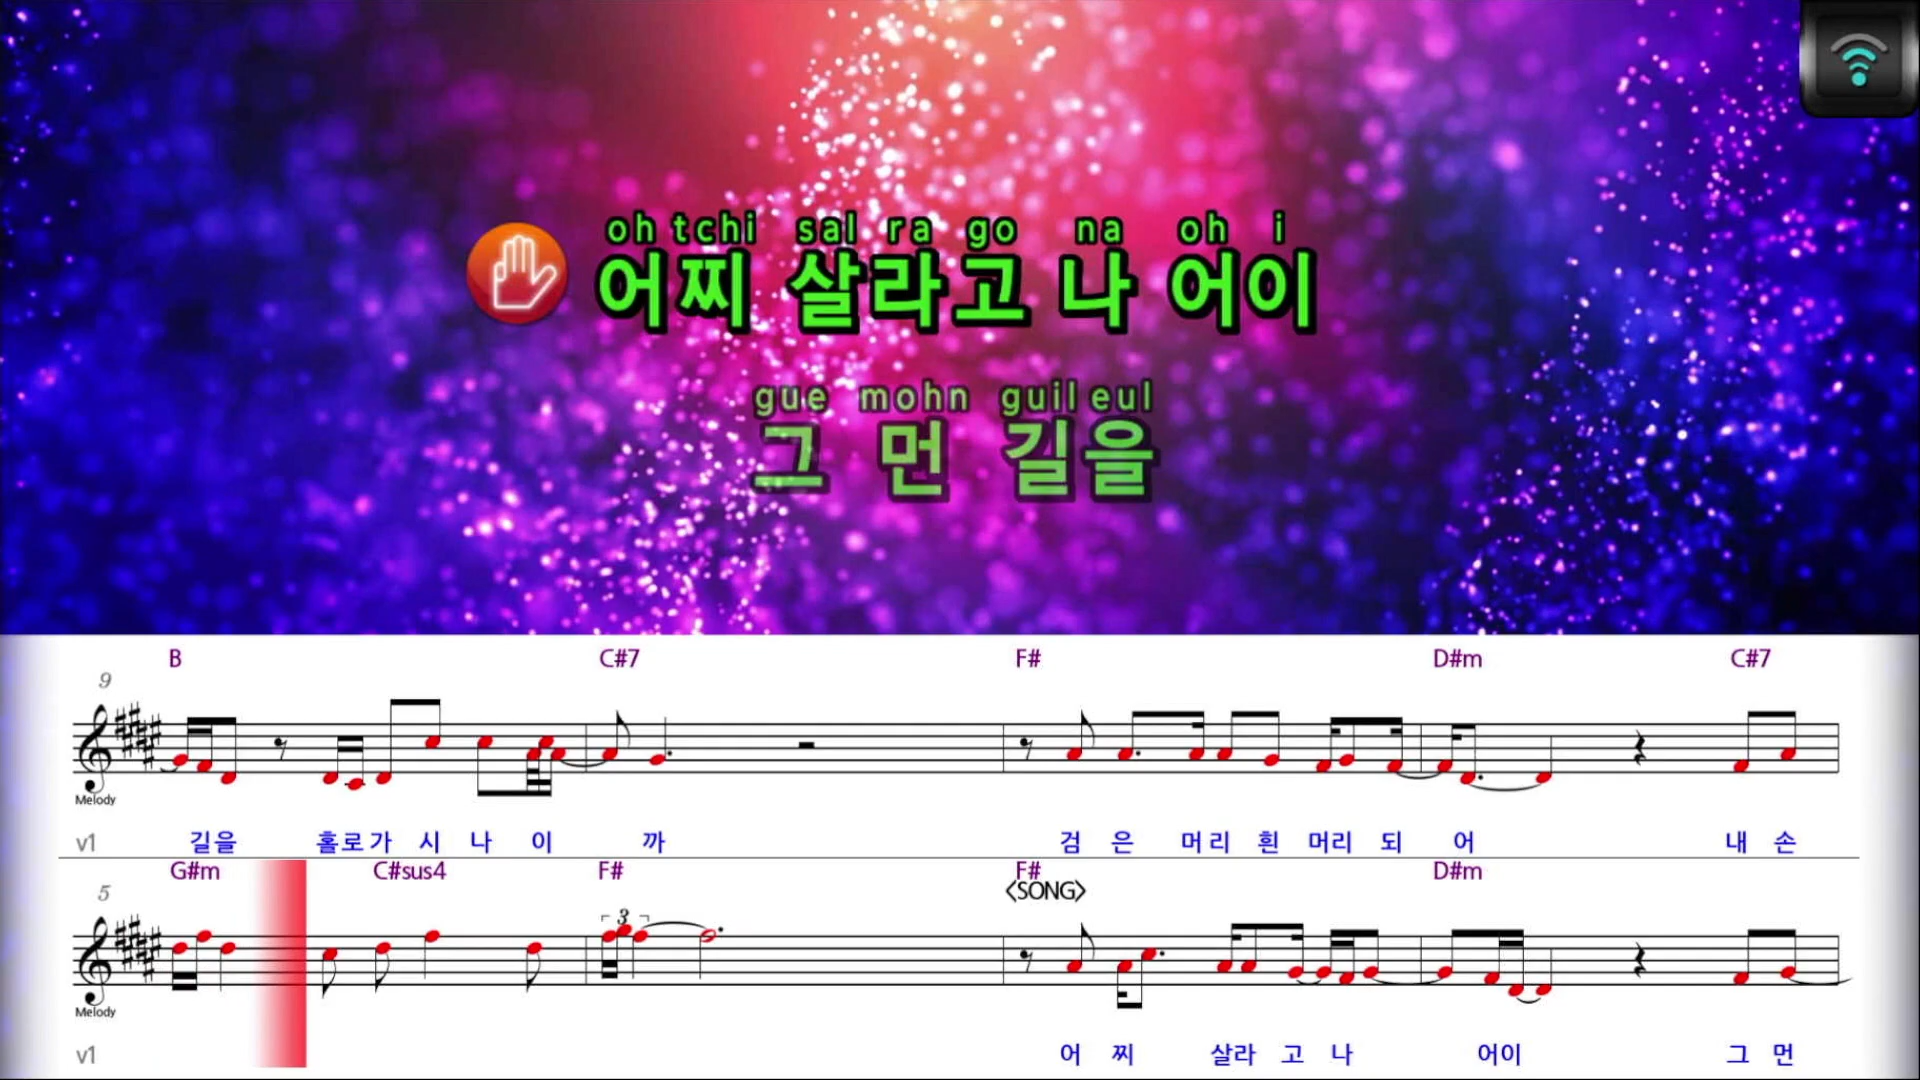 oh tchi sal ra go na oh i
어찌 살라고 나 어이
gue mohn guil eul
그 먼 길을
B C#7 F# D#m C#7
9
Melody
v1 길을 홀로가 시 나 이 까 검 은 머리 흰 머리 되 어 내 손
G#m C#sus4 F# F# D#m
<SONG>
5
3
Melody
v1 어 찌 살라 고 나 어이 그 먼